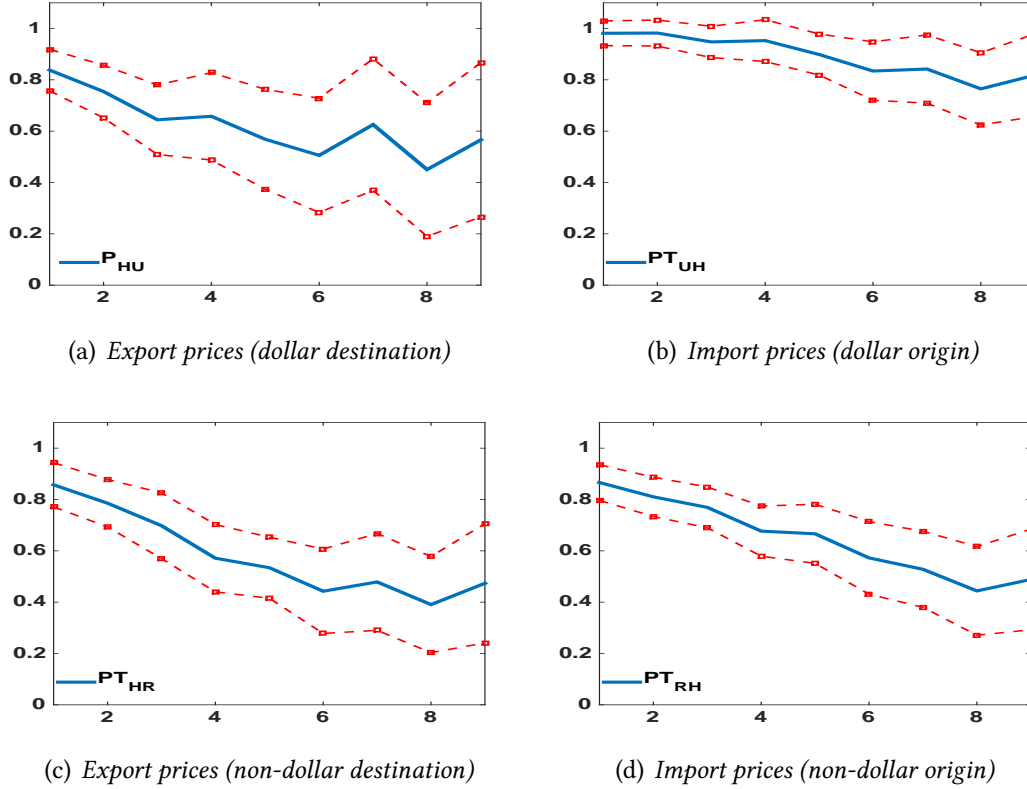 1
0.8
0.6
0.4
0.2
0
P_HU
2 4 6 8
(a) Export prices (dollar destination)
1
0.8
0.6
0.4
0.2
0
PT_UH
2 4 6 8
(b) Import prices (dollar origin)
1
0.8
0.6
0.4
0.2
0
PT_HR
2 4 6 8
(c) Export prices (non-dollar destination)
1
0.8
0.6
0.4
0.2
0
PT_RH
2 4 6 8
(d) Import prices (non-dollar origin)